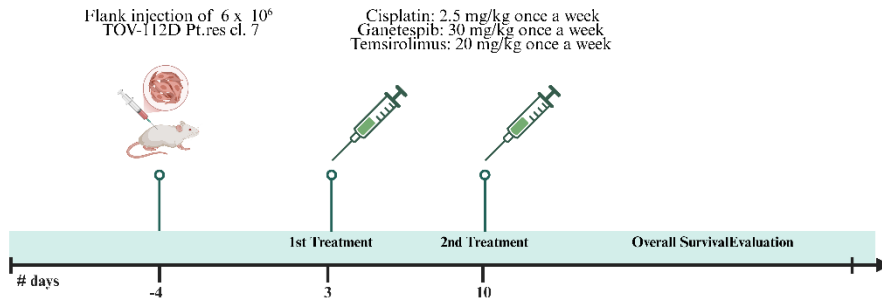 Flank injection of 6 x 10⁶
TOV-112D Pt.res cl. 7
Cisplatin: 2.5 mg/kg once a week
Ganetespib: 30 mg/kg once a week
Temsirolimus: 20 mg/kg once a week
1st Treatment
2nd Treatment
Overall SurvivalEvaluation
# days
-4
3
10